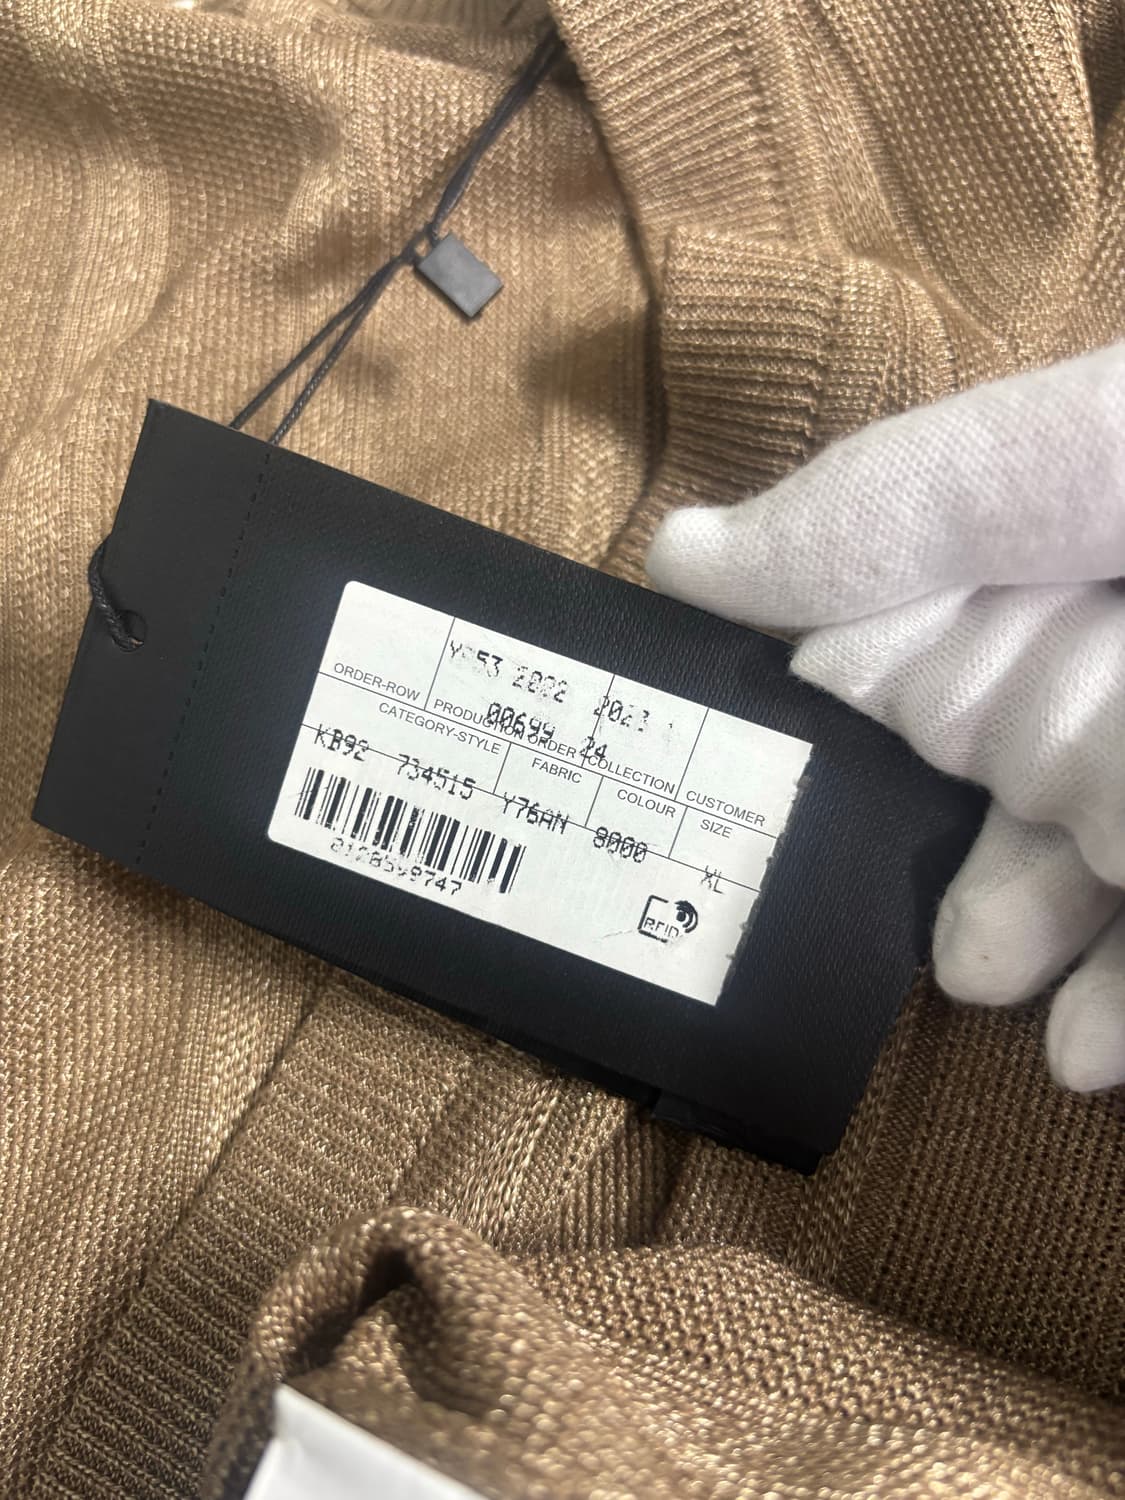 53 2022 2023
ORDER-ROW
00699 24
PRODUCTION ORDER
COLLECTION
CUSTOMER
CATEGORY-STYLE
FABRIC
COLOUR
SIZE
KB92 734515 Y76AN 9000 XL
RFID